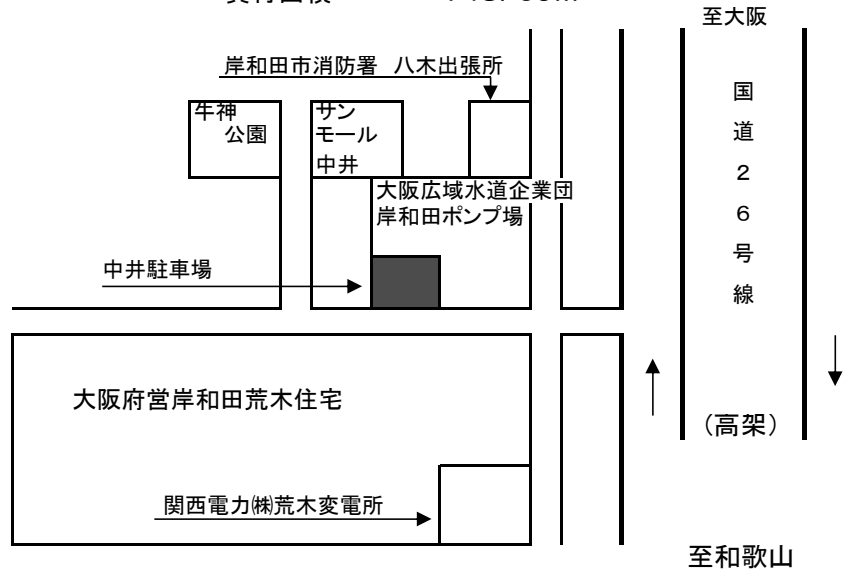 至大阪
岸和田市消防署 八木出張所
牛神
公園
サン
モール
中井
大阪広域水道企業団
岸和田ポンプ場
中井駐車場
国道26号線
(高架)
大阪府営岸和田荒木住宅
関西電力㈱荒木変電所
至和歌山